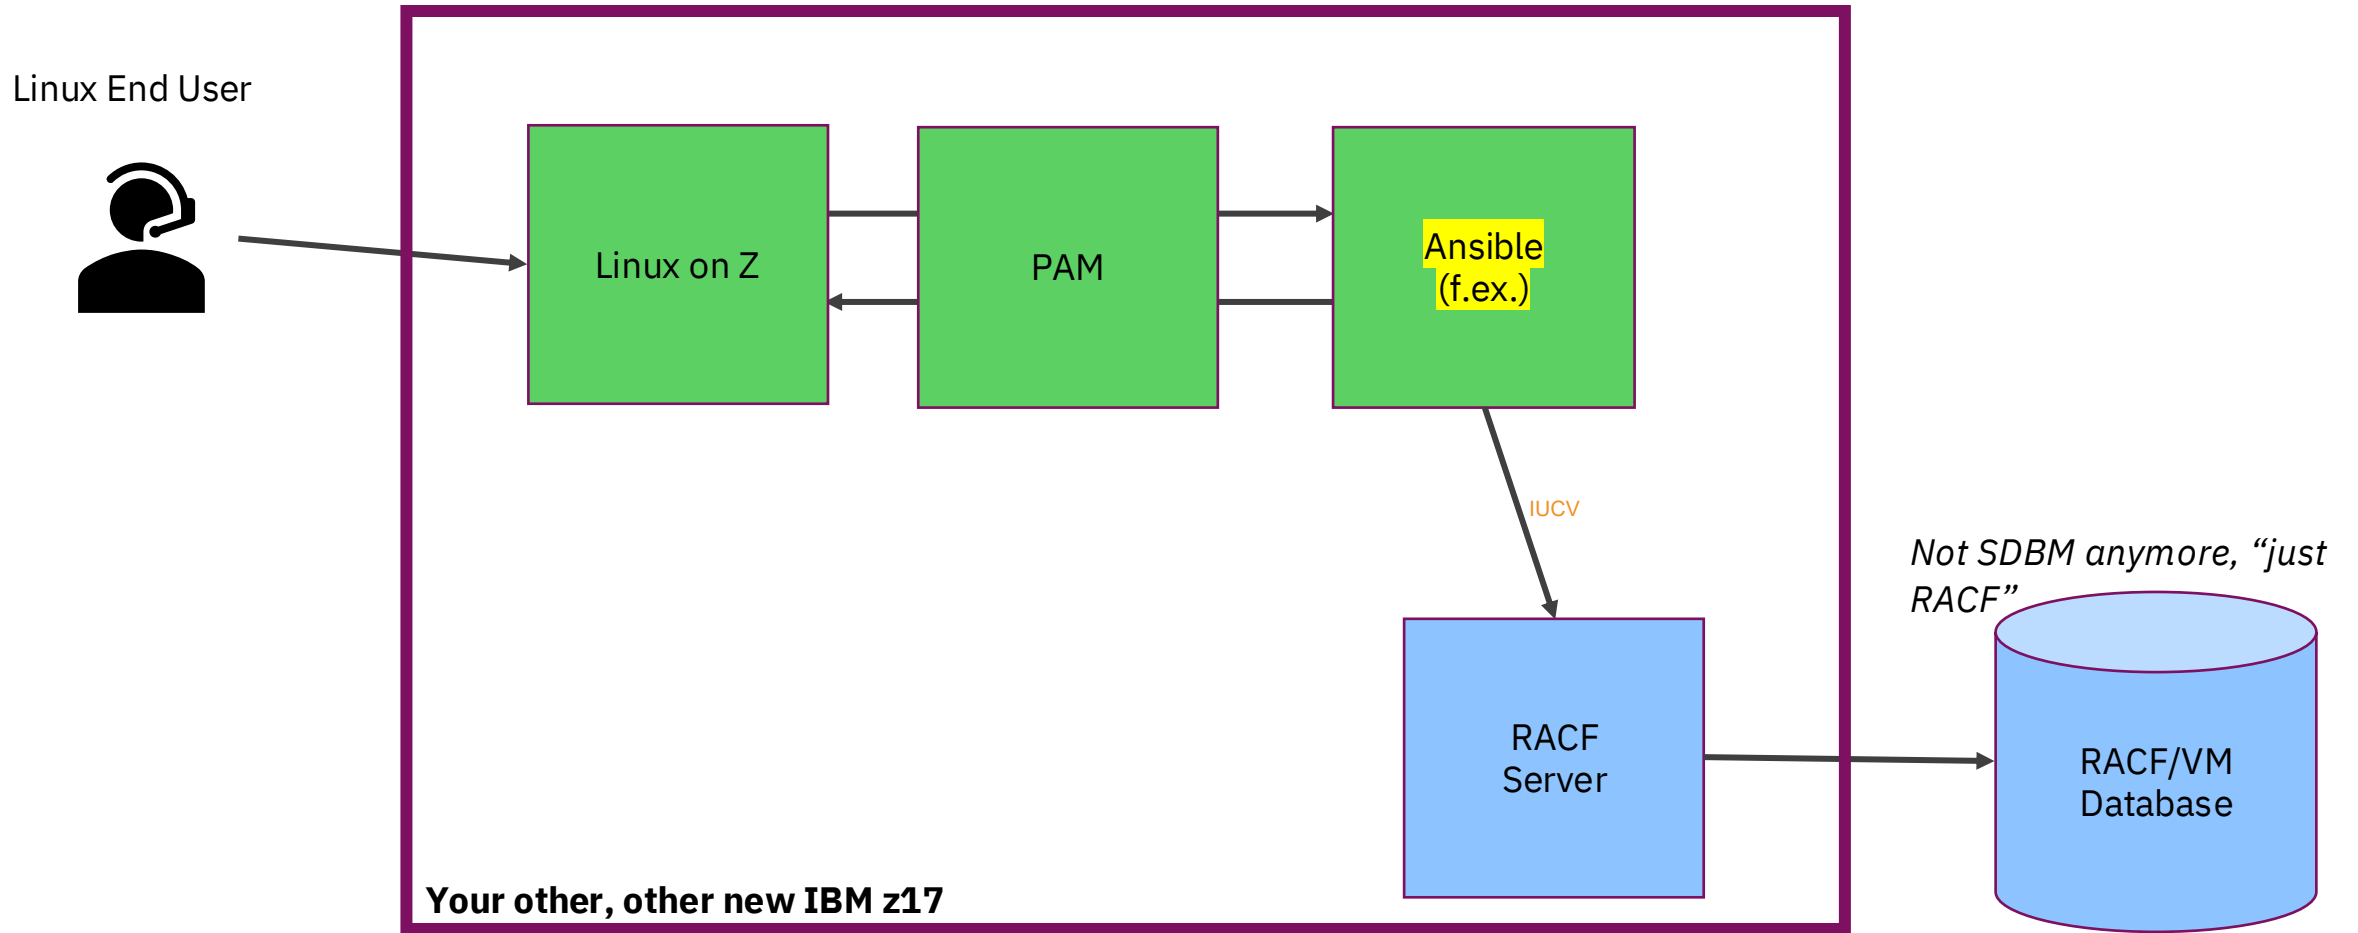 Linux End User
Linux on Z
PAM
Ansible
(f.ex.)
IUCV
Not SDBM anymore, “just
RACF”
RACF
Server
RACF/VM
Database
Your other, other new IBM z17